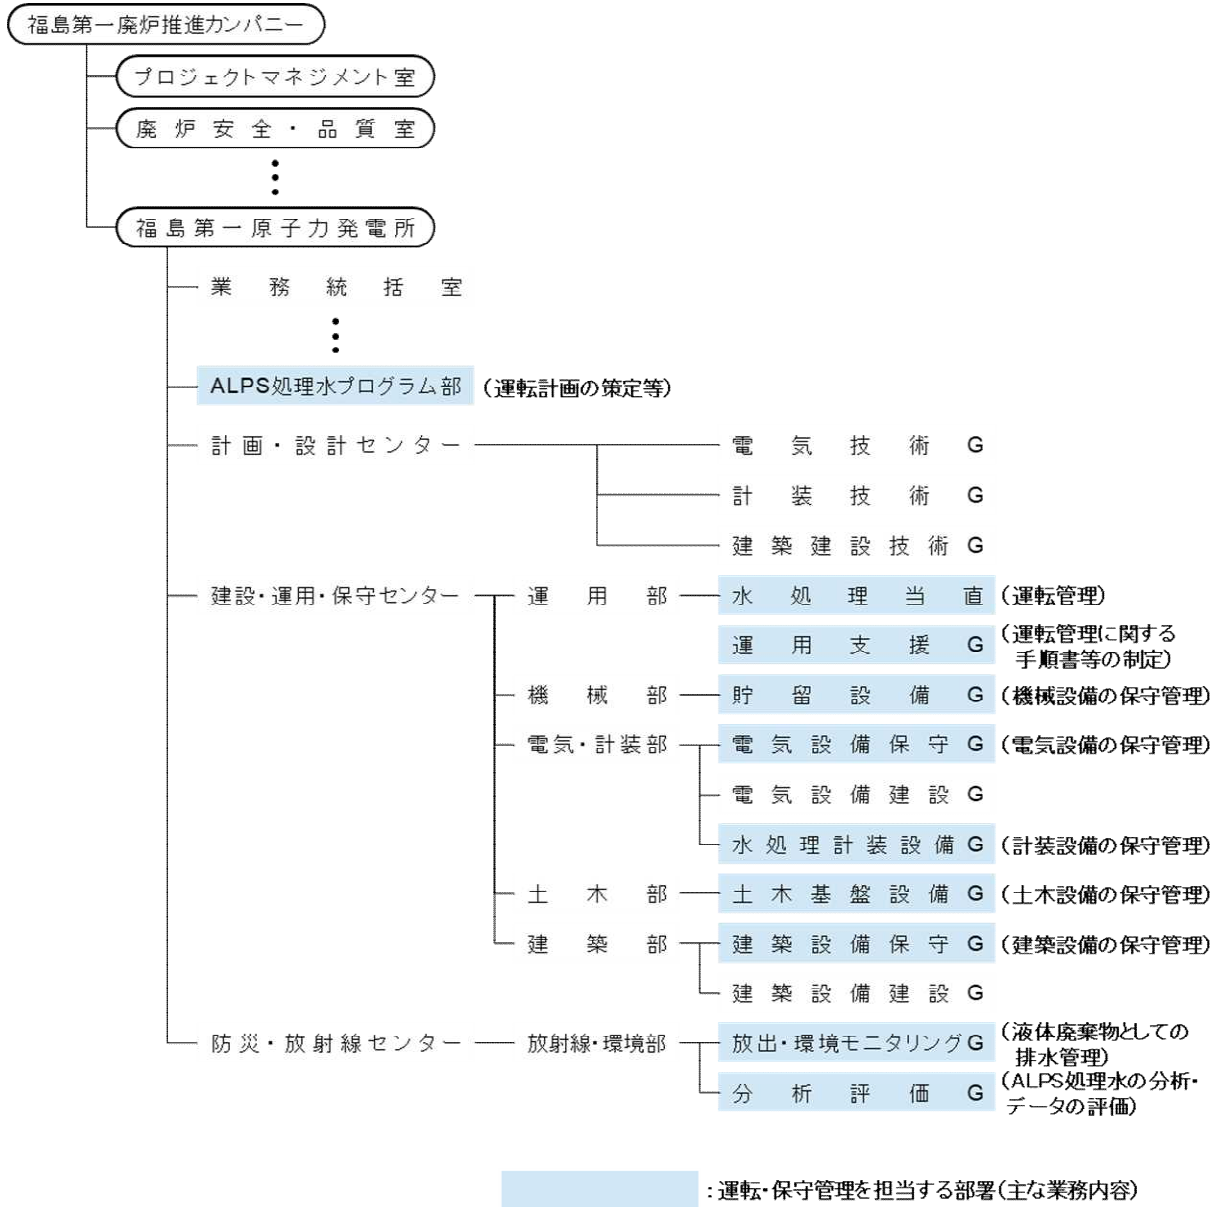 福島第一廃炉推進カンパニー
プロジェクトマネジメント室
廃炉安全・品質室
福島第一原子力発電所
業務統括室
ALPS処理水プログラム部 (運転計画の策定等)
計画・設計センター 電気技術G
計装技術G
建築建設技術G
建設・運用・保守センター 運用部 水処理当直 (運転管理)
運用支援G (運転管理に関する
手順書等の制定)
機械部 貯留設備G (機械設備の保守管理)
電気・計装部 電気設備保守G (電気設備の保守管理)
電気設備建設G
水処理計装設備G (計装設備の保守管理)
土木部 土木基盤設備G (土木設備の保守管理)
建築部 建築設備保守G (建築設備の保守管理)
建築設備建設G
防災・放射線センター 放射線・環境部 放出・環境モニタリングG (液体廃棄物としての
排水管理)
分析評価G (ALPS処理水の分析・
データの評価)
:運転・保守管理を担当する部署(主な業務内容)